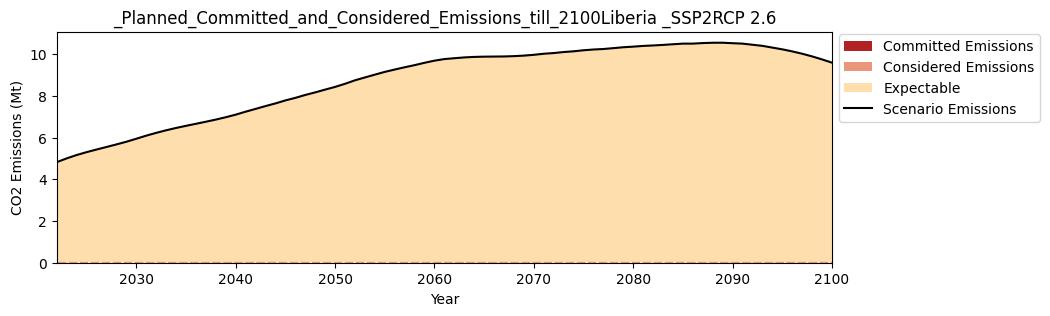 _Planned_Committed_and_Considered_Emissions_till_2100Liberia _SSP2RCP 2.6
CO2 Emissions (Mt)
10
8
6
4
2
0
2030
2040
2050
2060
2070
2080
2090
2100
Year
Committed Emissions
Considered Emissions
Expectable
Scenario Emissions